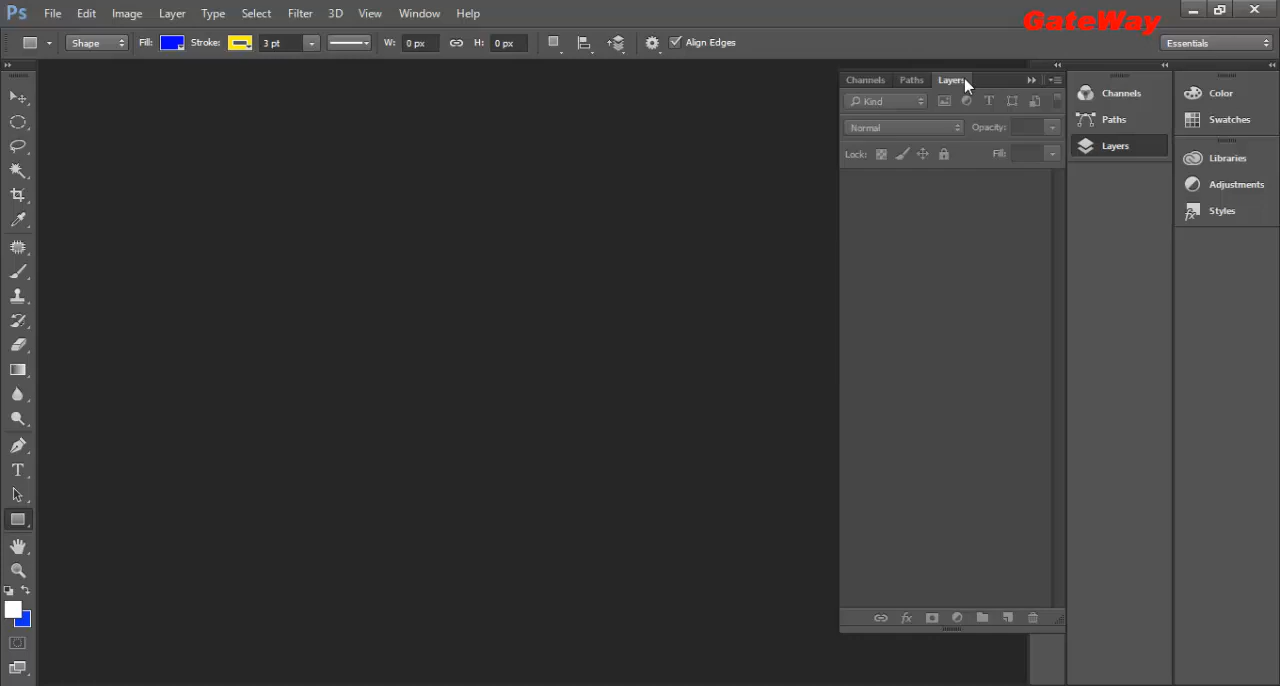 Ps File Edit Image Layer Type Select Filter 3D View Window Help
GateWay
Shape Fill: Stroke: 3 pt W: 0 px H: 0 px Align Edges Essentials
Channels Paths Layers
Kind
Normal Opacity:
Lock: Fill:
Channels
Paths
Layers
Color
Swatches
Libraries
Adjustments
Styles